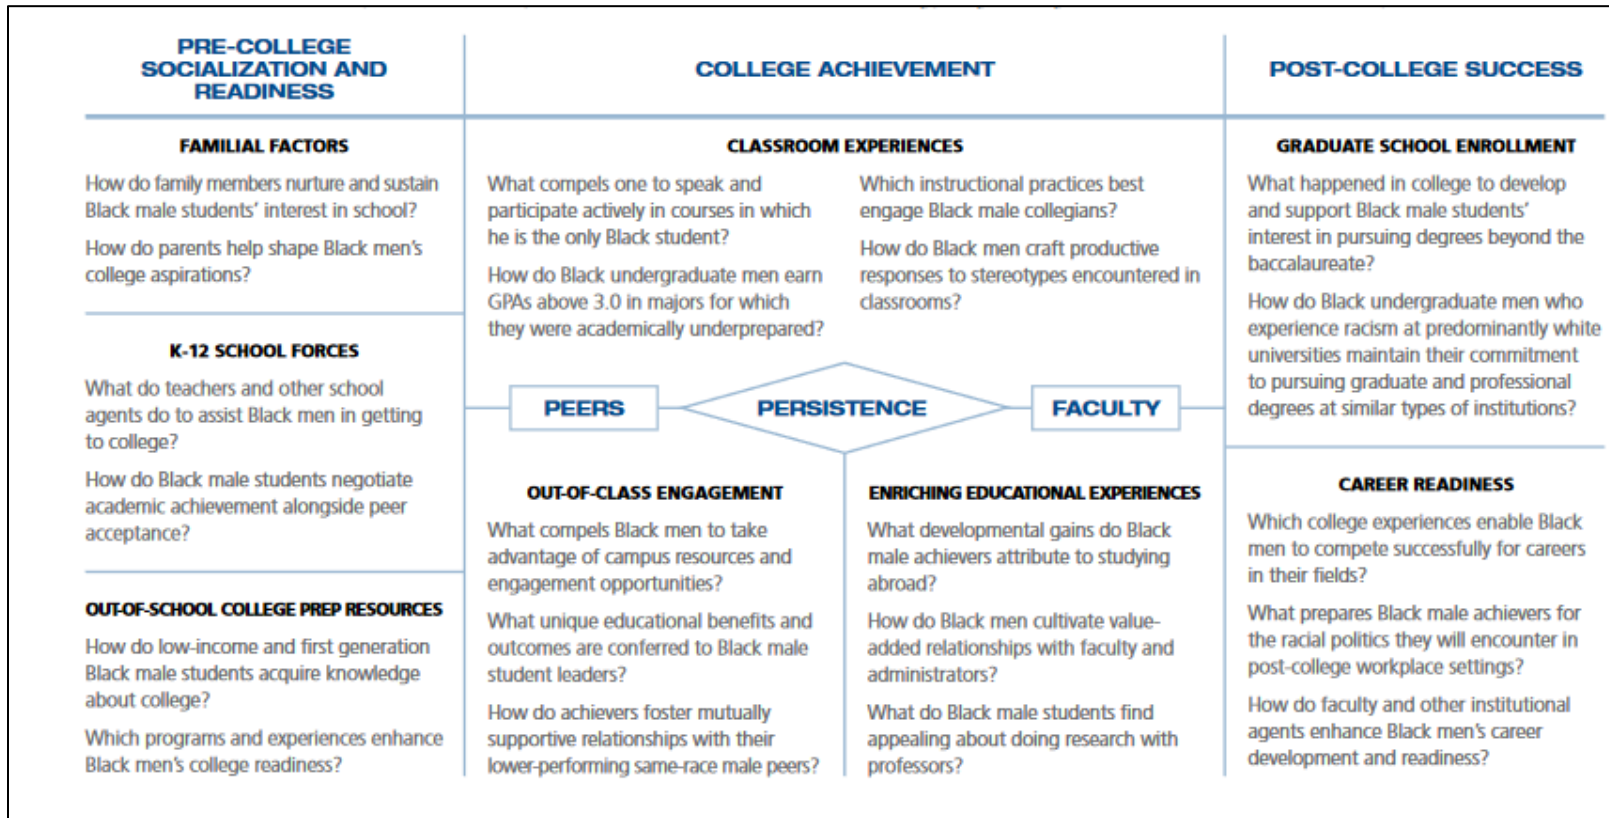 PRE-COLLEGE
SOCIALIZATION AND
READINESS
FAMILIAL FACTORS
How do family members nurture and sustain
Black male students' interest in school?
How do parents help shape Black men's
college aspirations?
K-12 SCHOOL FORCES
What do teachers and other school
agents do to assist Black men in getting
to college?
How do Black male students negotiate
academic achievement alongside peer
acceptance?
OUT-OF-SCHOOL COLLEGE PREP RESOURCES
How do low-income and first generation
Black male students acquire knowledge
about college?
Which programs and experiences enhance
Black men's college readiness?
COLLEGE ACHIEVEMENT
CLASSROOM EXPERIENCES
What compels one to speak and
participate actively in courses in which
he is the only Black student?
How do Black undergraduate men earn
GPAs above 3.0 in majors for which
they were academically underprepared?
Which instructional practices best
engage Black male collegians?
How do Black men craft productive
responses to stereotypes encountered in
classrooms?
PEERS
PERSISTENCE
FACULTY
OUT-OF-CLASS ENGAGEMENT
What compels Black men to take
advantage of campus resources and
engagement opportunities?
What unique educational benefits and
outcomes are conferred to Black male
student leaders?
How do achievers foster mutually
supportive relationships with their
lower-performing same-race male peers?
ENRICHING EDUCATIONAL EXPERIENCES
What developmental gains do Black
male achievers attribute to studying
abroad?
How do Black men cultivate value-
added relationships with faculty and
administrators?
What do Black male students find
appealing about doing research with
professors?
POST-COLLEGE SUCCESS
GRADUATE SCHOOL ENROLLMENT
What happened in college to develop
and support Black male students'
interest in pursuing degrees beyond the
baccalaureate?
How do Black undergraduate men who
experience racism at predominantly white
universities maintain their commitment
to pursuing graduate and professional
degrees at similar types of institutions?
CAREER READINESS
Which college experiences enable Black
men to compete successfully for careers
in their fields?
What prepares Black male achievers for
the racial politics they will encounter in
post-college workplace settings?
How do faculty and other institutional
agents enhance Black men's career
development and readiness?